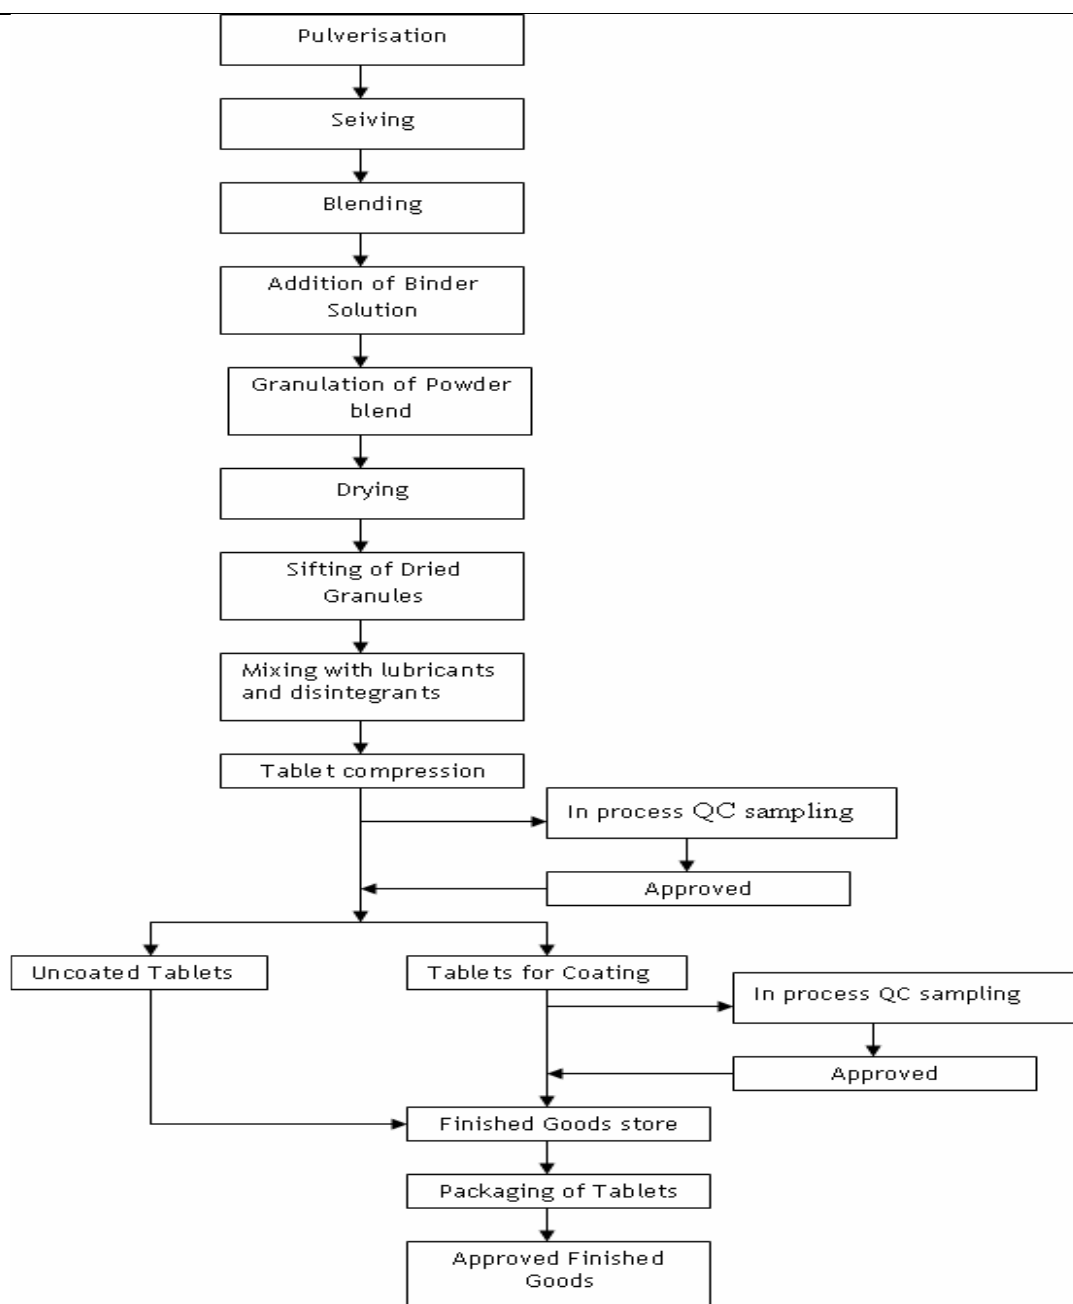 Pulverisation
Seiving
Blending
Addition of Binder
Solution
Granulation of Powder
blend
Drying
Sifting of Dried
Granules
Mixing with lubricants
and disintegrants
Tablet compression
In process QC sampling
Approved
Uncoated Tablets
Tablets for Coating
In process QC sampling
Approved
Finished Goods store
Packaging of Tablets
Approved Finished
Goods